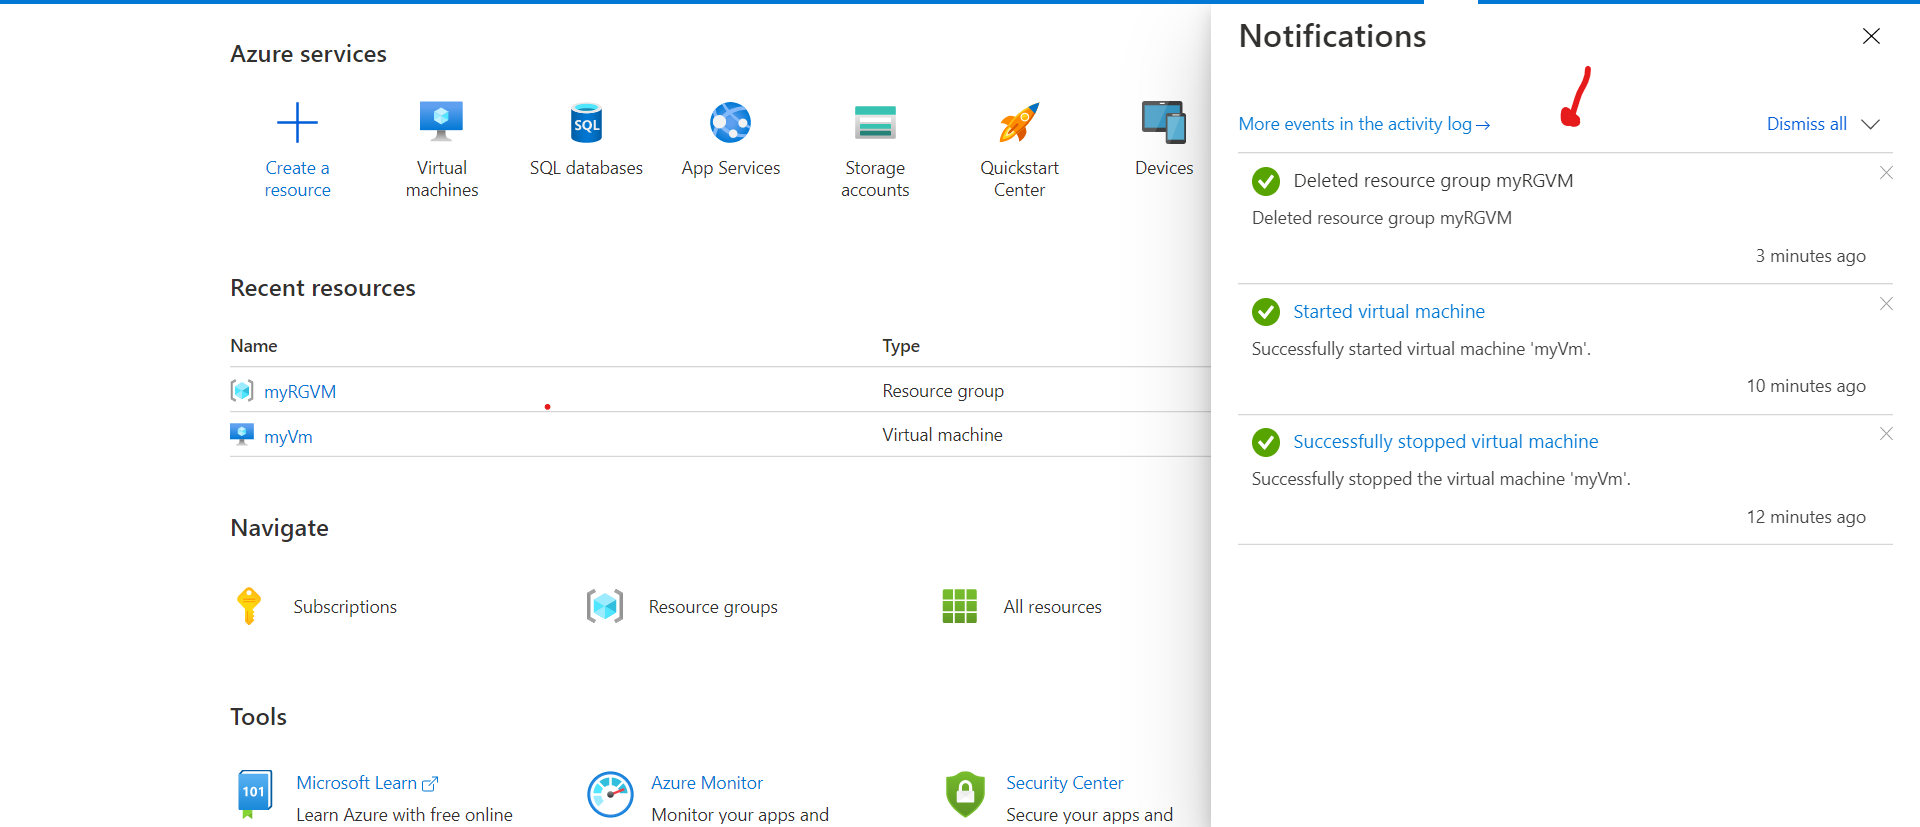 Azure services
Create a resource
Virtual machines
SQL
SQL databases
App Services
Storage accounts
Quickstart Center
Devices
Recent resources
Name Type
myRGVM Resource group
myVm Virtual machine
Navigate
Subscriptions
Resource groups
All resources
Tools
101
Microsoft Learn
Learn Azure with free online
Azure Monitor
Monitor your apps and
Security Center
Secure your apps and
Notifications
More events in the activity log→ Dismiss all
Deleted resource group myRGVM
Deleted resource group myRGVM
3 minutes ago
Started virtual machine
Successfully started virtual machine 'myVm'.
10 minutes ago
Successfully stopped virtual machine
Successfully stopped the virtual machine 'myVm'.
12 minutes ago